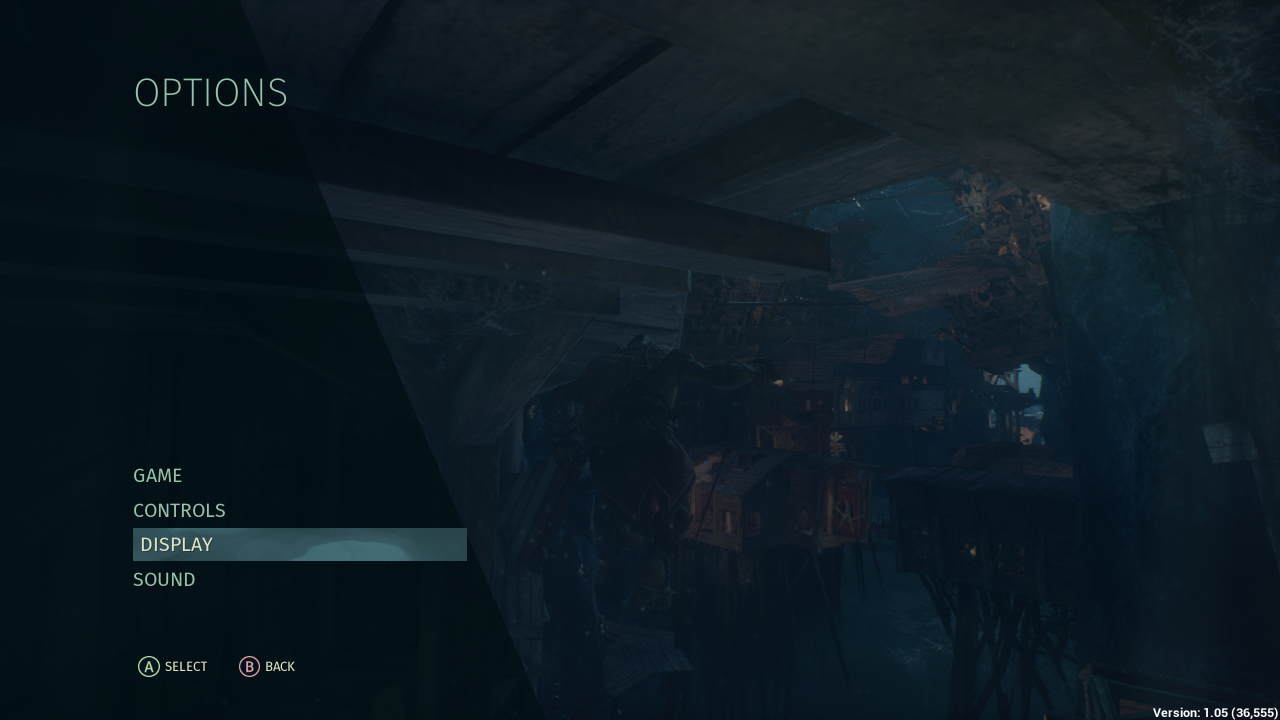 OPTIONS
GAME
CONTROLS
DISPLAY
SOUND
A SELECT B BACK
Version: 1.05 (36,555)